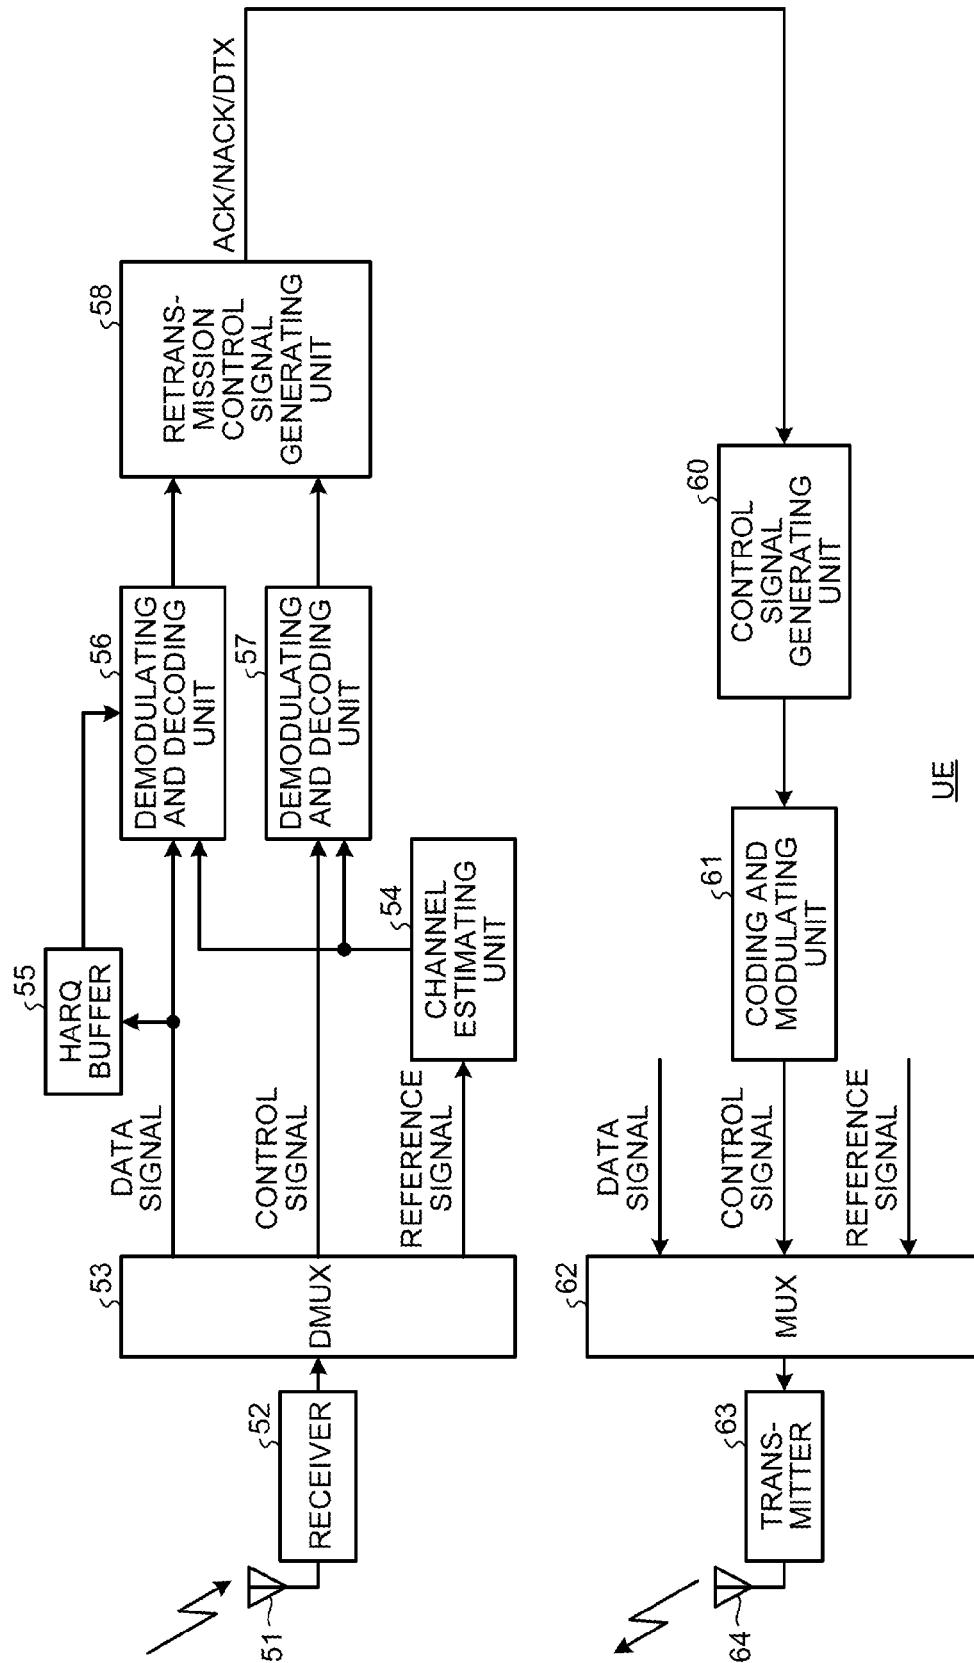 51
52
RECEIVER
53
DMUX
DATA
SIGNAL
CONTROL
SIGNAL
REFERENCE
SIGNAL
55
HARQ
BUFFER
54
CHANNEL
ESTIMATING
UNIT
56
DEMODULATING
AND DECODING
UNIT
57
DEMODULATING
AND DECODING
UNIT
58
RETRANS-
MISSION
CONTROL
SIGNAL
GENERATING
UNIT
ACK/NACK/DTX
64
63
TRANS-
MITTER
62
MUX
DATA
SIGNAL
CONTROL
SIGNAL
REFERENCE
SIGNAL
61
CODING AND
MODULATING
UNIT
60
CONTROL
SIGNAL
GENERATING
UNIT
UE